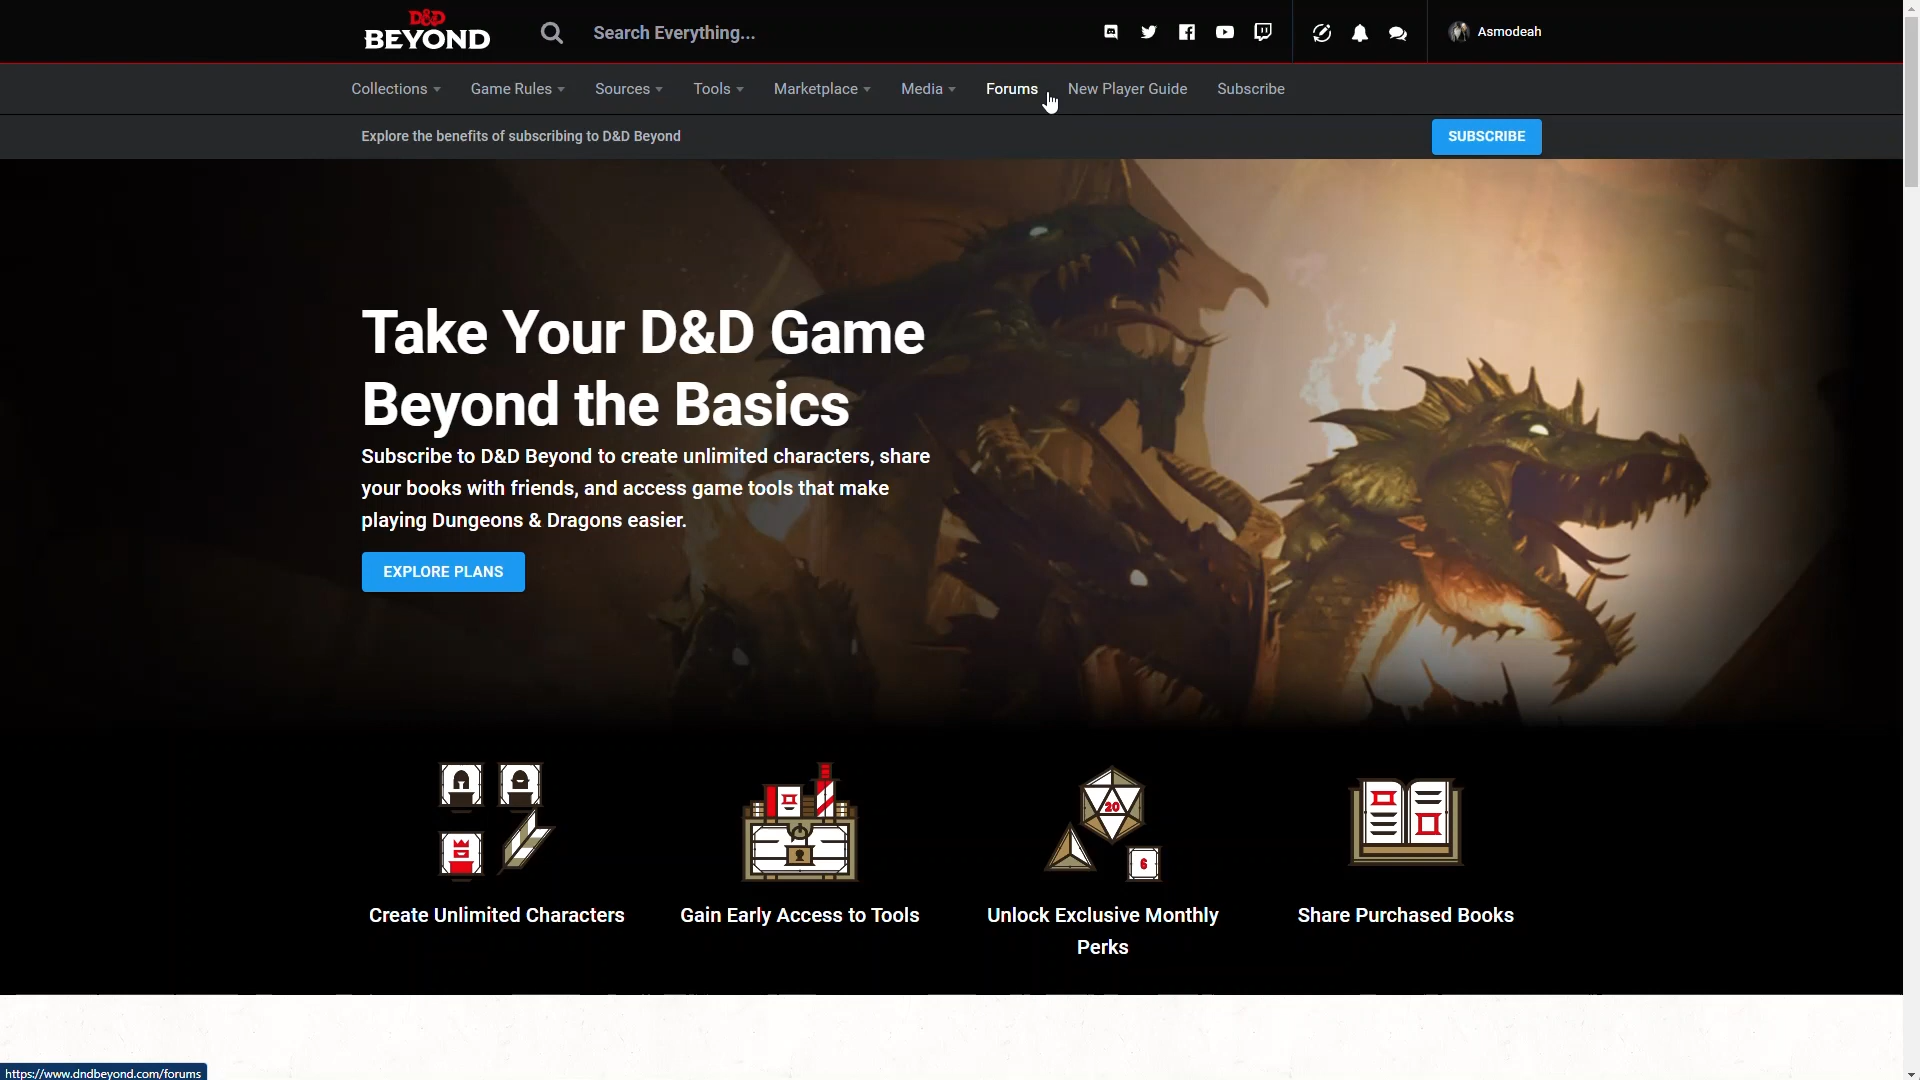 D&D
BEYOND
Search Everything...
Asmodeah
Collections Game Rules Sources Tools Marketplace Media Forums New Player Guide Subscribe
Explore the benefits of subscribing to D&D Beyond
SUBSCRIBE
Take Your D&D Game
Beyond the Basics
Subscribe to D&D Beyond to create unlimited characters, share
your books with friends, and access game tools that make
playing Dungeons & Dragons easier.
EXPLORE PLANS
20
6
Create Unlimited Characters
Gain Early Access to Tools
Unlock Exclusive Monthly
Perks
Share Purchased Books
https://www.dndbeyond.com/forums